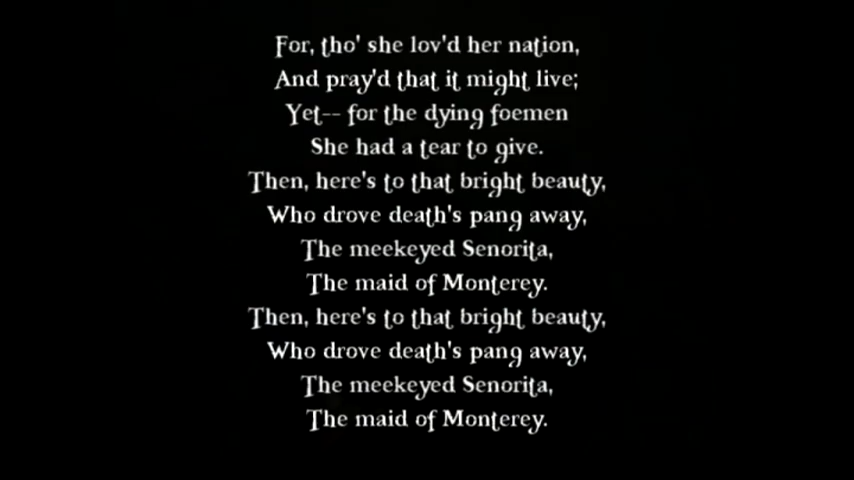 For, tho' she lov'd her nation,
And pray'd that it might live;
Yet-- for the dying foemen
She had a tear to give.
Then, here's to that bright beauty,
Who drove death's pang away,
The meekeyed Senorita,
The maid of Monterey.
Then, here's to that bright beauty,
Who drove death's pang away,
The meekeyed Senorita,
The maid of Monterey.